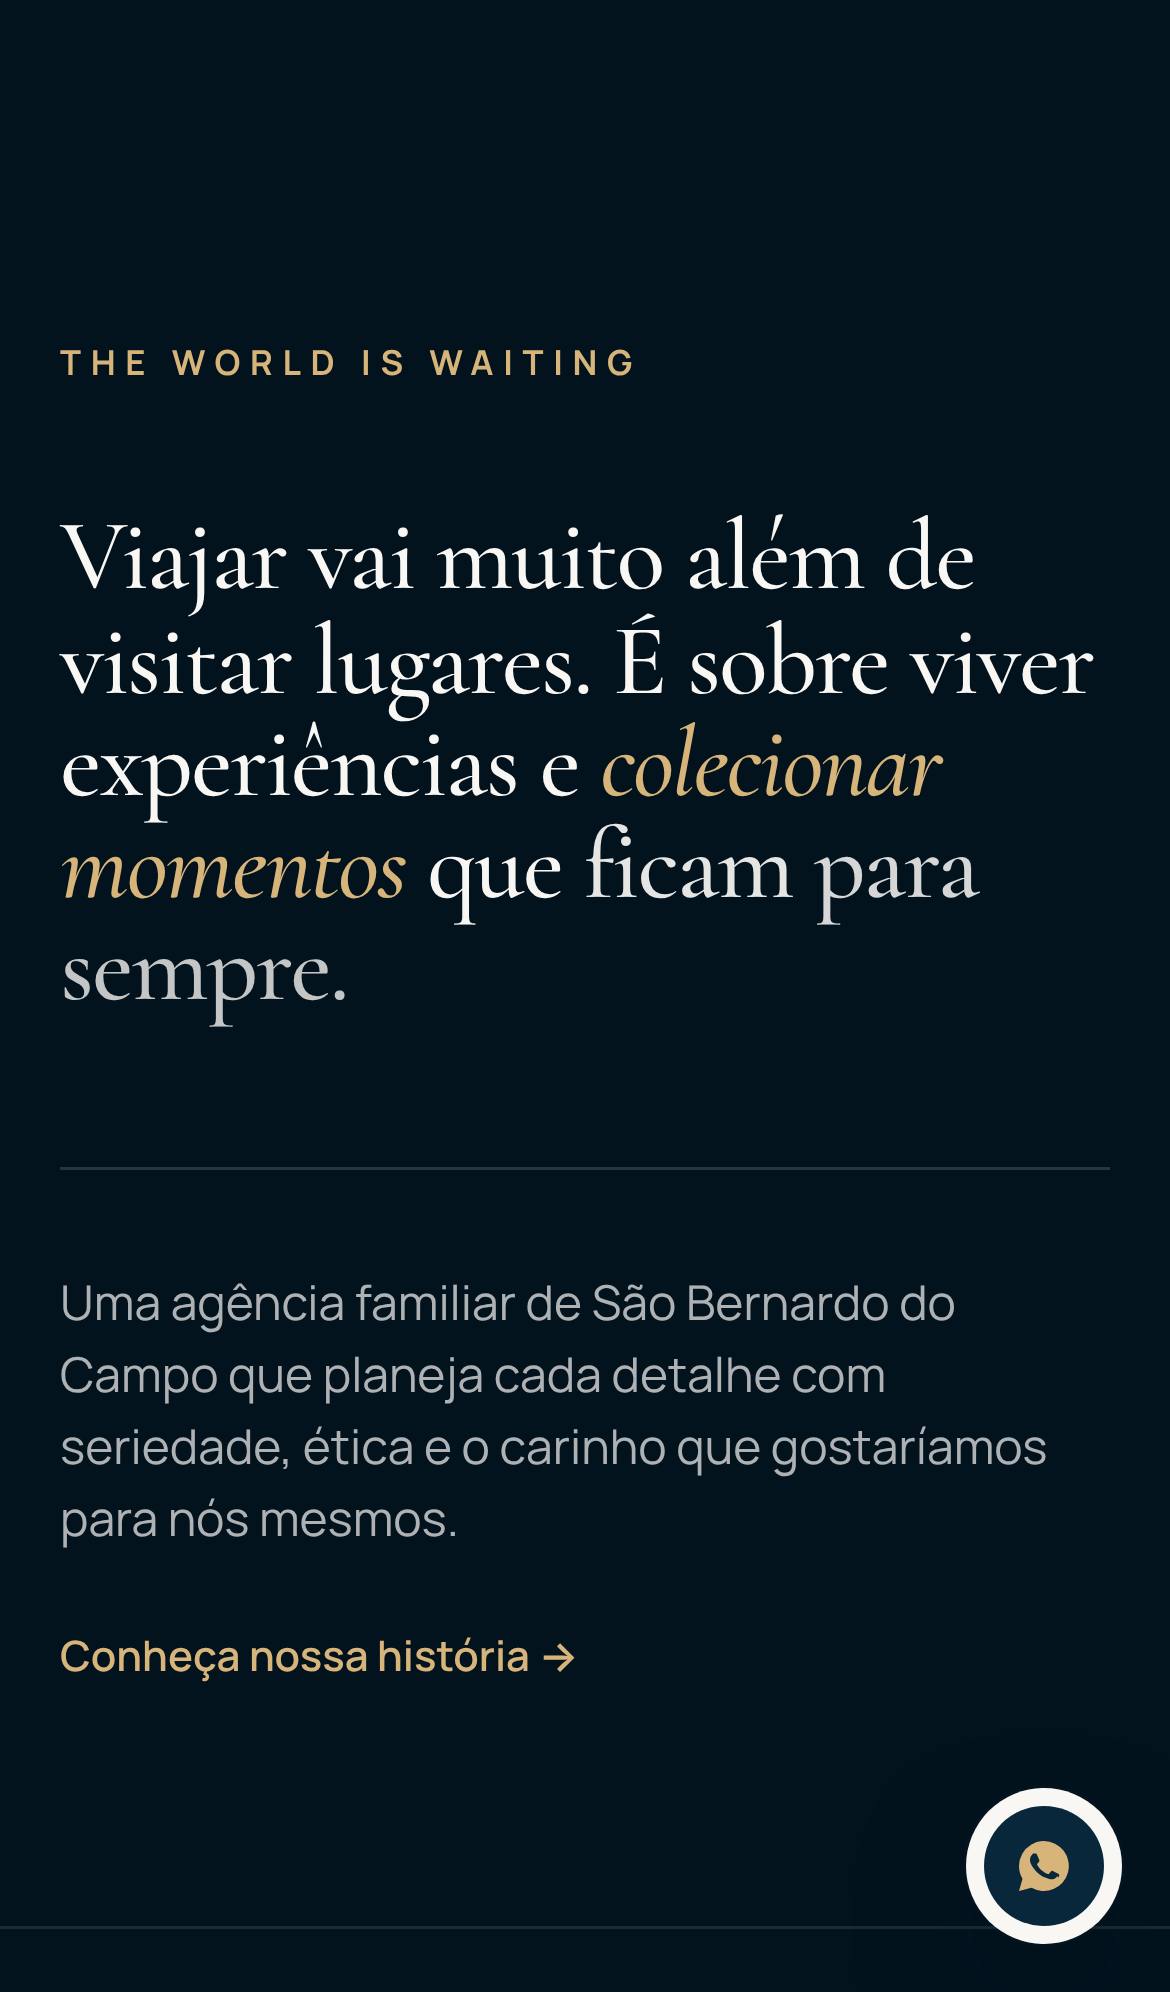 THE WORLD IS WAITING
Viajar vai muito além de
visitar lugares. É sobre viver
experiências e colecionar
momentos que ficam para
sempre.
Uma agência familiar de São Bernardo do
Campo que planeja cada detalhe com
seriedade, ética e o carinho que gostaríamos
para nós mesmos.
Conheça nossa história →